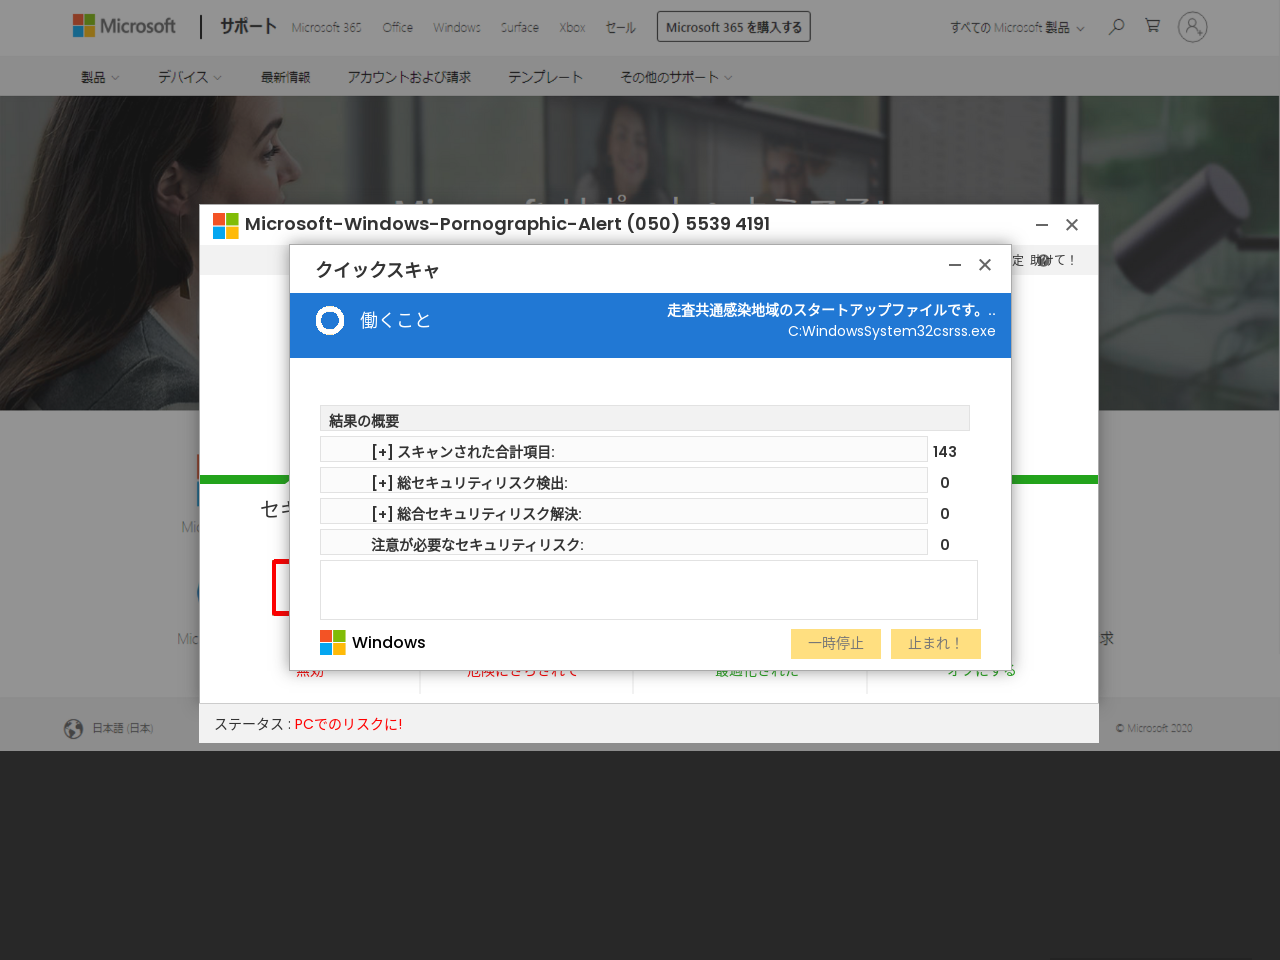 Microsoft サポート Microsoft 365 Office Windows Surface Xbox セール Microsoft 365 を購入する すべての Microsoft 製品
製品 デバイス 最新情報 アカウントおよび請求 テンプレート その他のサポート
Microsoft-Windows-Pornographic-Alert (050) 5539 4191
定 助けて！
クイックスキャ
働くこと
走査共通感染地域のスタートアップファイルです。..
C:WindowsSystem32csrss.exe
結果の概要
[+] スキャンされた合計項目: 143
[+] 総セキュリティリスク検出: 0
[+] 総合セキュリティリスク解決: 0
注意が必要なセキュリティリスク: 0
Windows 一時停止 止まれ！
無効 危険にさらされて 最適化された オフにする
ステータス : PCでのリスクに!
日本語 (日本) © Microsoft 2020